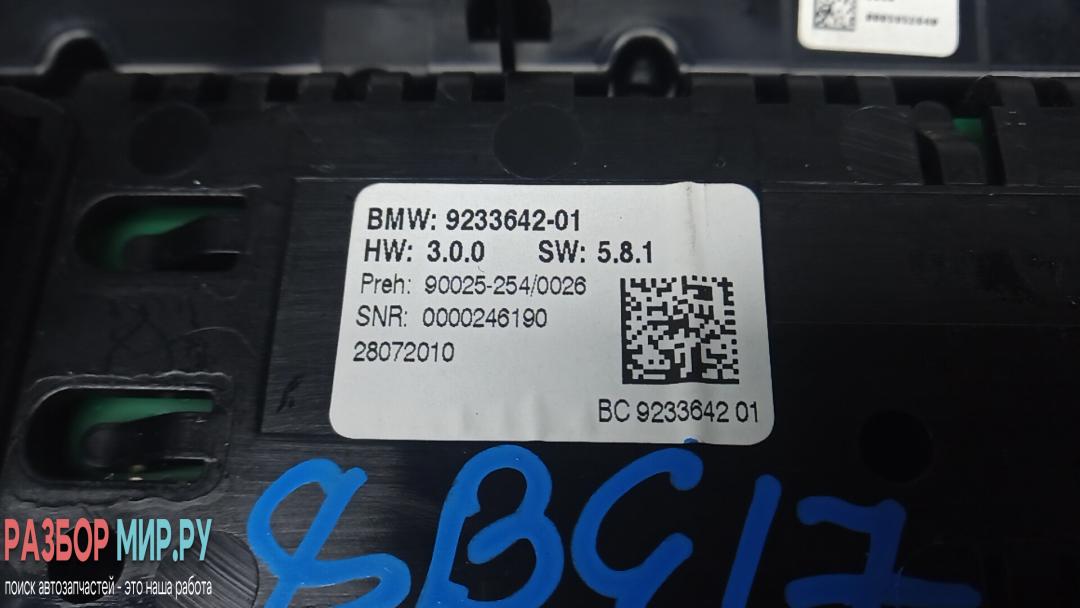 BMW: 9233642-01
HW: 3.0.0 SW: 5.8.1
Preh: 90025-254/0026
SNR: 0000246190
28072010
BC 9233642 01
РАЗБОР МИР.РУ
поиск автозапчастей - это наша работа